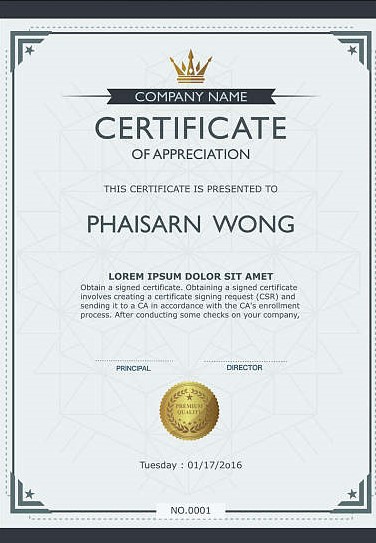 COMPANY NAME
CERTIFICATE
OF APPRECIATION
THIS CERTIFICATE IS PRESENTED TO
PHAISARN WONG
LOREM IPSUM DOLOR SIT AMET
Obtain a signed certificate. Obtaining a signed certificate
involves creating a certificate signing request (CSR) and
sending it to a CA in accordance with the CA's enrollment
process. After conducting some checks on your company,
PRINCIPAL
DIRECTOR
PREMIUM
QUALITY
Tuesday : 01/17/2o16
NO.0001